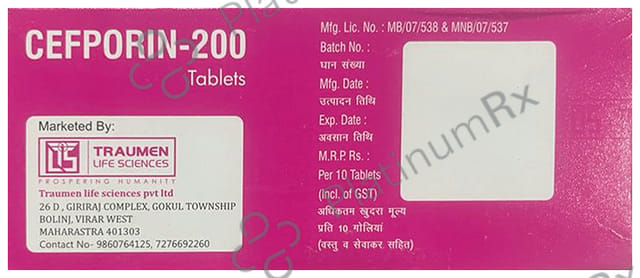 CEFPORIN-200
Tablets
Marketed By:
TLS
TRAUMEN
LIFE SCIENCES
PROSPERING HUMANITY
Traumen life sciences pvt ltd
26 D , GIRIRAJ COMPLEX, GOKUL TOWNSHIP
BOLINJ, VIRAR WEST
MAHARASTRA 401303
Contact No- 9860764125, 7276692260
Mfg. Lic. No. : MB/07/538 & MNB/07/537
Batch No. :
घान संख्या
Mfg. Date :
उत्पादन तिथि
Exp. Date :
अवसान तिथि
M.R.P. Rs. :
Per 10 Tablets
(Incl. of GST)
अधिकतम खुदरा मूल्य
प्रति 10 गोलियां
(वस्तु व सेवाकर सहित)
PlatinumRx